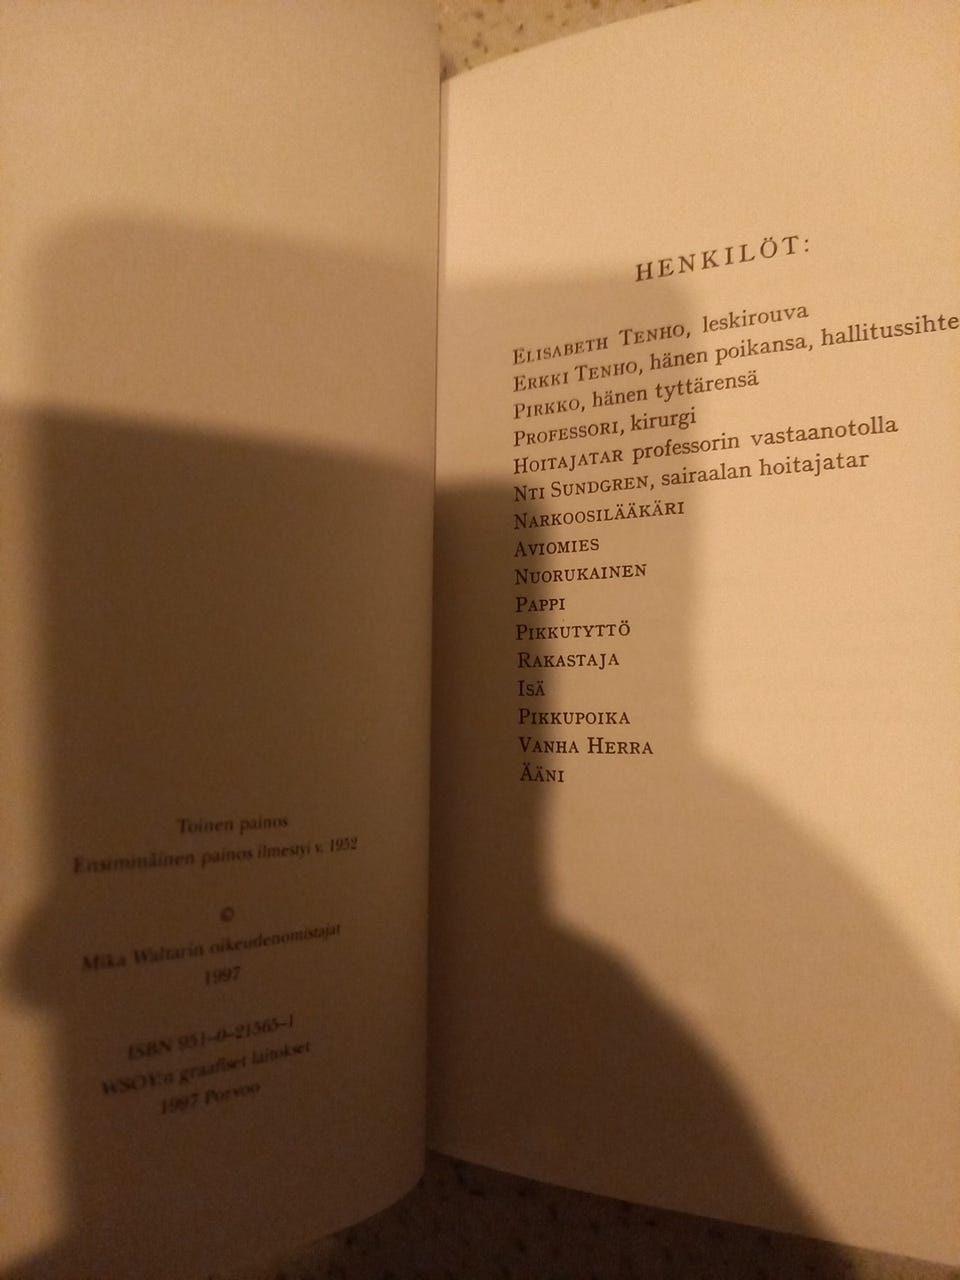 Toinen painos
Ensimmäinen painos ilmestyi v. 1952
©
Mika Waltarin oikeudenomistajat
1997
ISBN 951-0-21565-1
WSOY:n graafiset laitokset
1997 Porvoo
HENKILÖT:
ELISABETH TENHO, leskirouva
ERKKI TENHO, hänen poikansa, hallitussihte
PIRKKO, hänen tyttärensä
PROFESSORI, kirurgi
HOITAJATAR professorin vastaanotolla
NTI SUNDGREN, sairaalan hoitajatar
NARKOOSILÄÄKÄRI
AVIOMIES
NUORUKAINEN
PAPPI
PIKKUTYTTÖ
RAKASTAJA
ISÄ
PIKKUPOIKA
VANHA HERRA
ÄÄNI